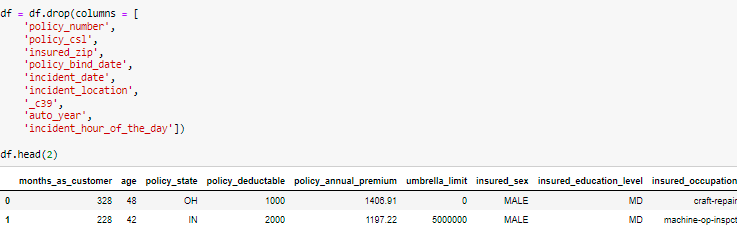 df = df.drop(columns = [
    'policy_number',
    'policy_csl',
    'insured_zip',
    'policy_bind_date',
    'incident_date',
    'incident_location',
    '_c39',
    'auto_year',
    'incident_hour_of_the_day'])
df.head(2)
months_as_customer age policy_state policy_deductable policy_annual_premium umbrella_limit insured_sex insured_education_level insured_occupation
0 328 48 OH 1000 1406.91 0 MALE MD craft-repair
1 228 42 IN 2000 1197.22 5000000 MALE MD machine-op-inspct